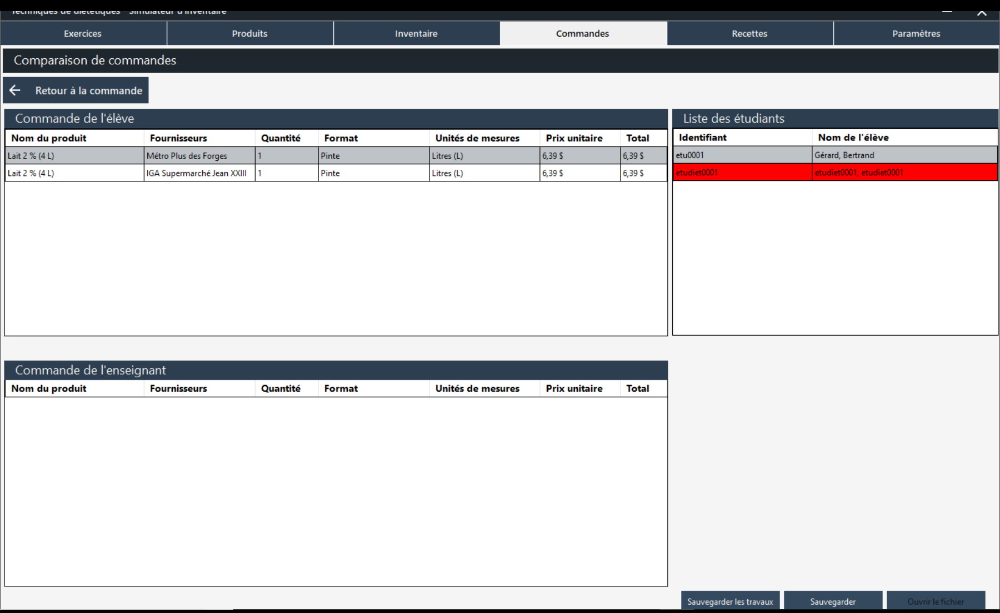 Techniques de diététiques - Simulateur d'inventaire
Exercices Produits Inventaire Commandes Recettes Paramètres
Comparaison de commandes
Retour à la commande
Commande de l'élève
Nom du produit Fournisseurs Quantité Format Unités de mesures Prix unitaire Total
Lait 2 % (4 L) Métro Plus des Forges 1 Pinte Litres (L) 6,39 $ 6,39 $
Lait 2 % (4 L) IGA Supermarché Jean XXIII 1 Pinte Litres (L) 6,39 $ 6,39 $
Liste des étudiants
Identifiant Nom de l'élève
etu0001 Gérard, Bertrand
etudiet0001 etudiet0001, etudiet0001
Commande de l'enseignant
Nom du produit Fournisseurs Quantité Format Unités de mesures Prix unitaire Total
Sauvegarder les travaux Sauvegarder Ouvrir le fichier